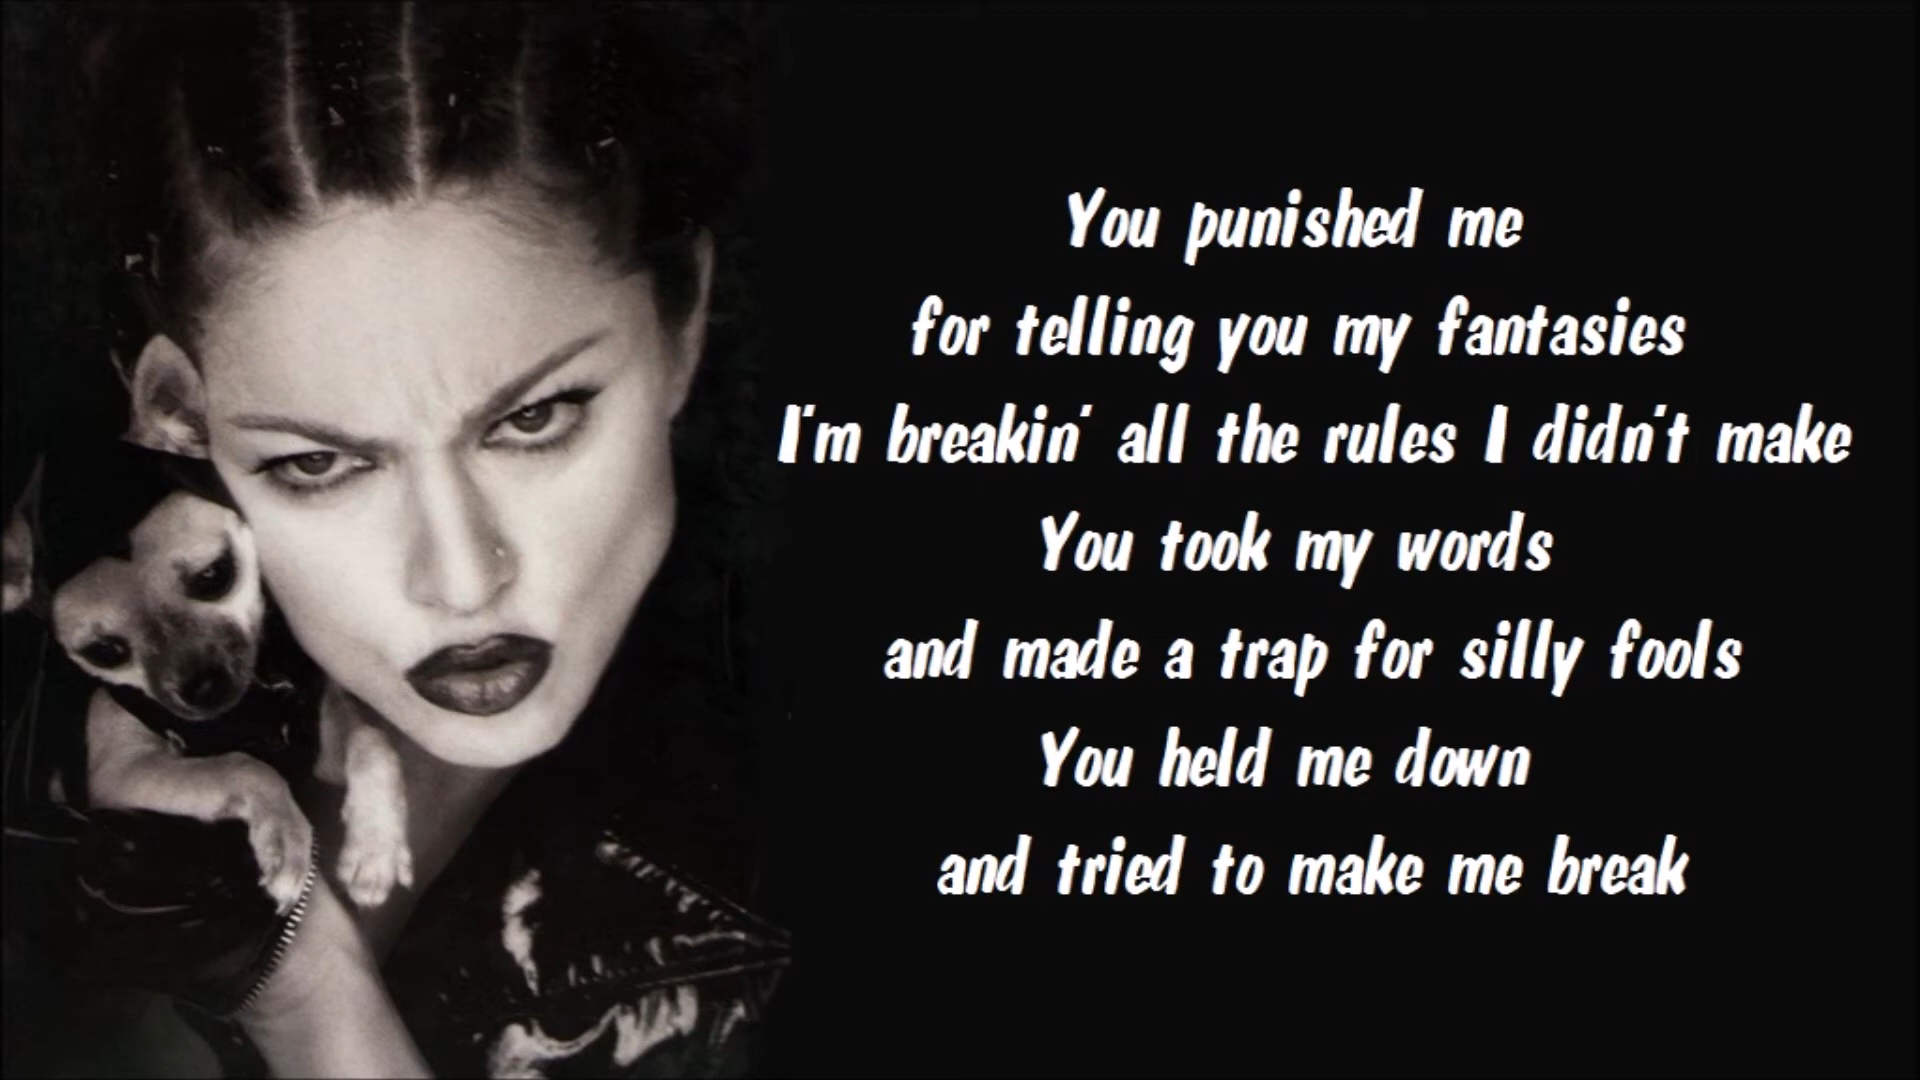 You punished me
for telling you my fantasies
I'm breakin' all the rules I didn't make
You took my words
and made a trap for silly fools
You held me down
and tried to make me break